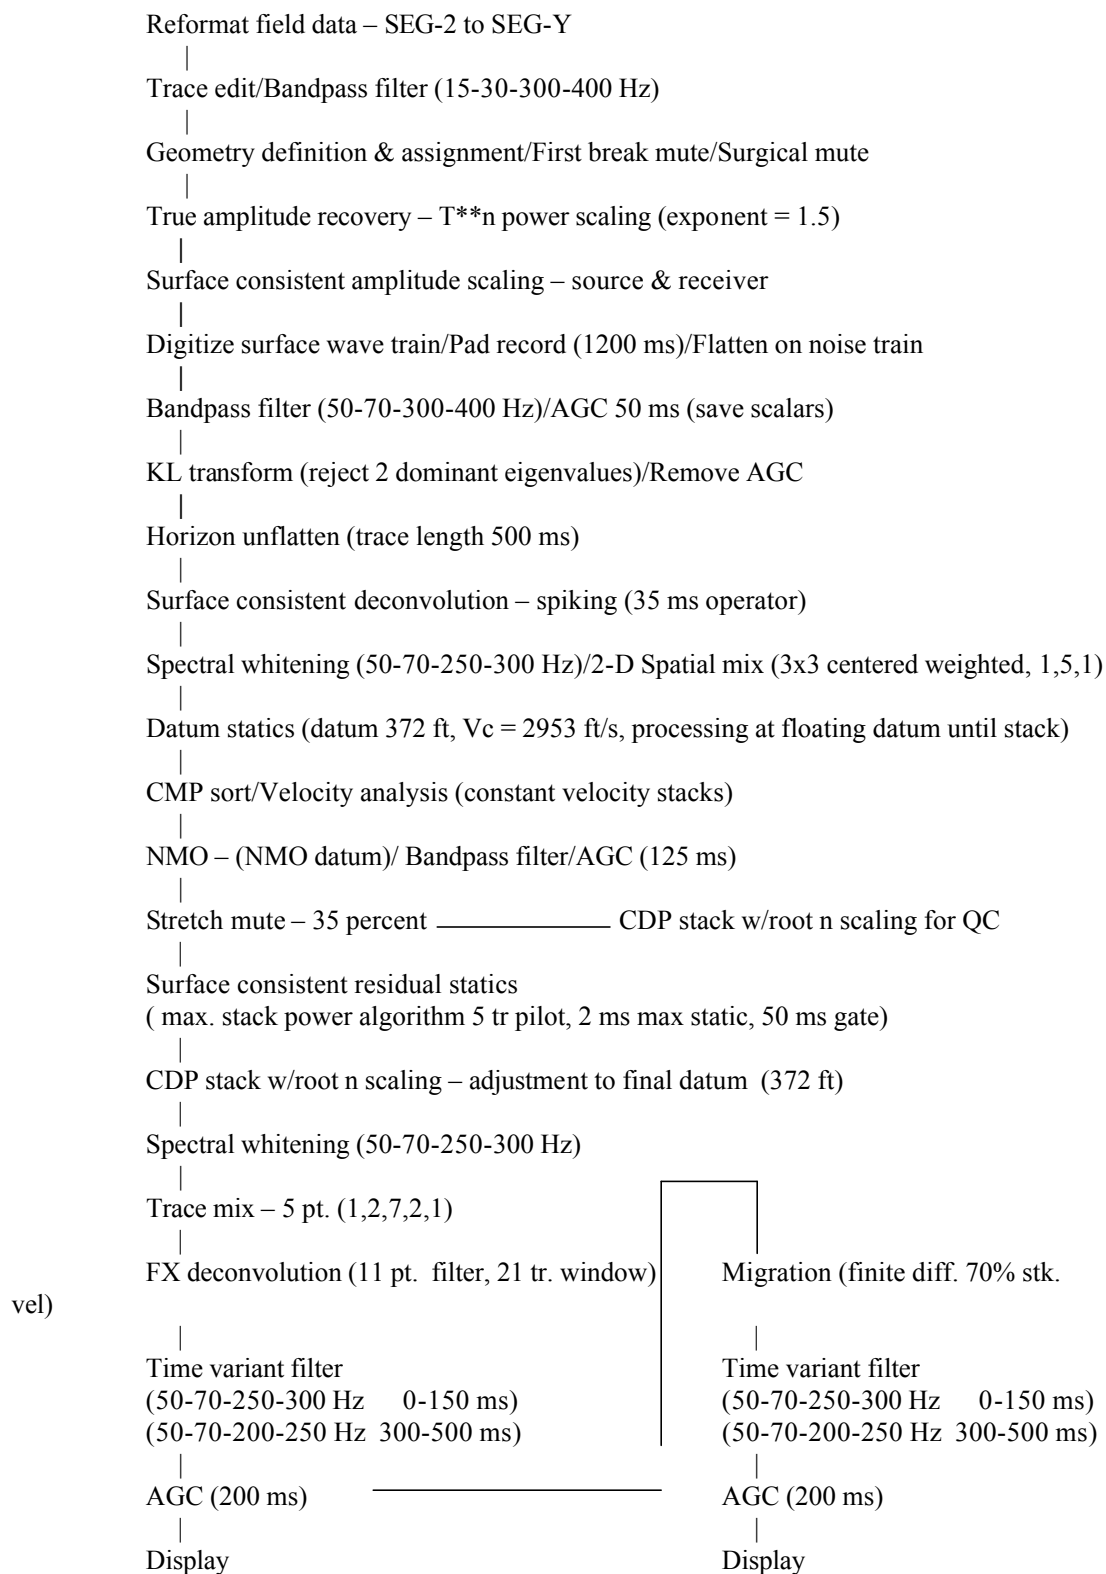 Reformat field data – SEG-2 to SEG-Y
Trace edit/Bandpass filter (15-30-300-400 Hz)
Geometry definition & assignment/First break mute/Surgical mute
True amplitude recovery – T**n power scaling (exponent = 1.5)
Surface consistent amplitude scaling – source & receiver
Digitize surface wave train/Pad record (1200 ms)/Flatten on noise train
Bandpass filter (50-70-300-400 Hz)/AGC 50 ms (save scalars)
KL transform (reject 2 dominant eigenvalues)/Remove AGC
Horizon unflatten (trace length 500 ms)
Surface consistent deconvolution – spiking (35 ms operator)
Spectral whitening (50-70-250-300 Hz)/2-D Spatial mix (3x3 centered weighted, 1,5,1)
Datum statics (datum 372 ft, Vc = 2953 ft/s, processing at floating datum until stack)
CMP sort/Velocity analysis (constant velocity stacks)
NMO – (NMO datum)/ Bandpass filter/AGC (125 ms)
Stretch mute – 35 percent CDP stack w/root n scaling for QC
Surface consistent residual statics
( max. stack power algorithm 5 tr pilot, 2 ms max static, 50 ms gate)
CDP stack w/root n scaling – adjustment to final datum (372 ft)
Spectral whitening (50-70-250-300 Hz)
Trace mix – 5 pt. (1,2,7,2,1)
FX deconvolution (11 pt. filter, 21 tr. window) Migration (finite diff. 70% stk.
vel)
Time variant filter Time variant filter
(50-70-250-300 Hz 0-150 ms) (50-70-250-300 Hz 0-150 ms)
(50-70-200-250 Hz 300-500 ms) (50-70-200-250 Hz 300-500 ms)
AGC (200 ms) AGC (200 ms)
Display Display